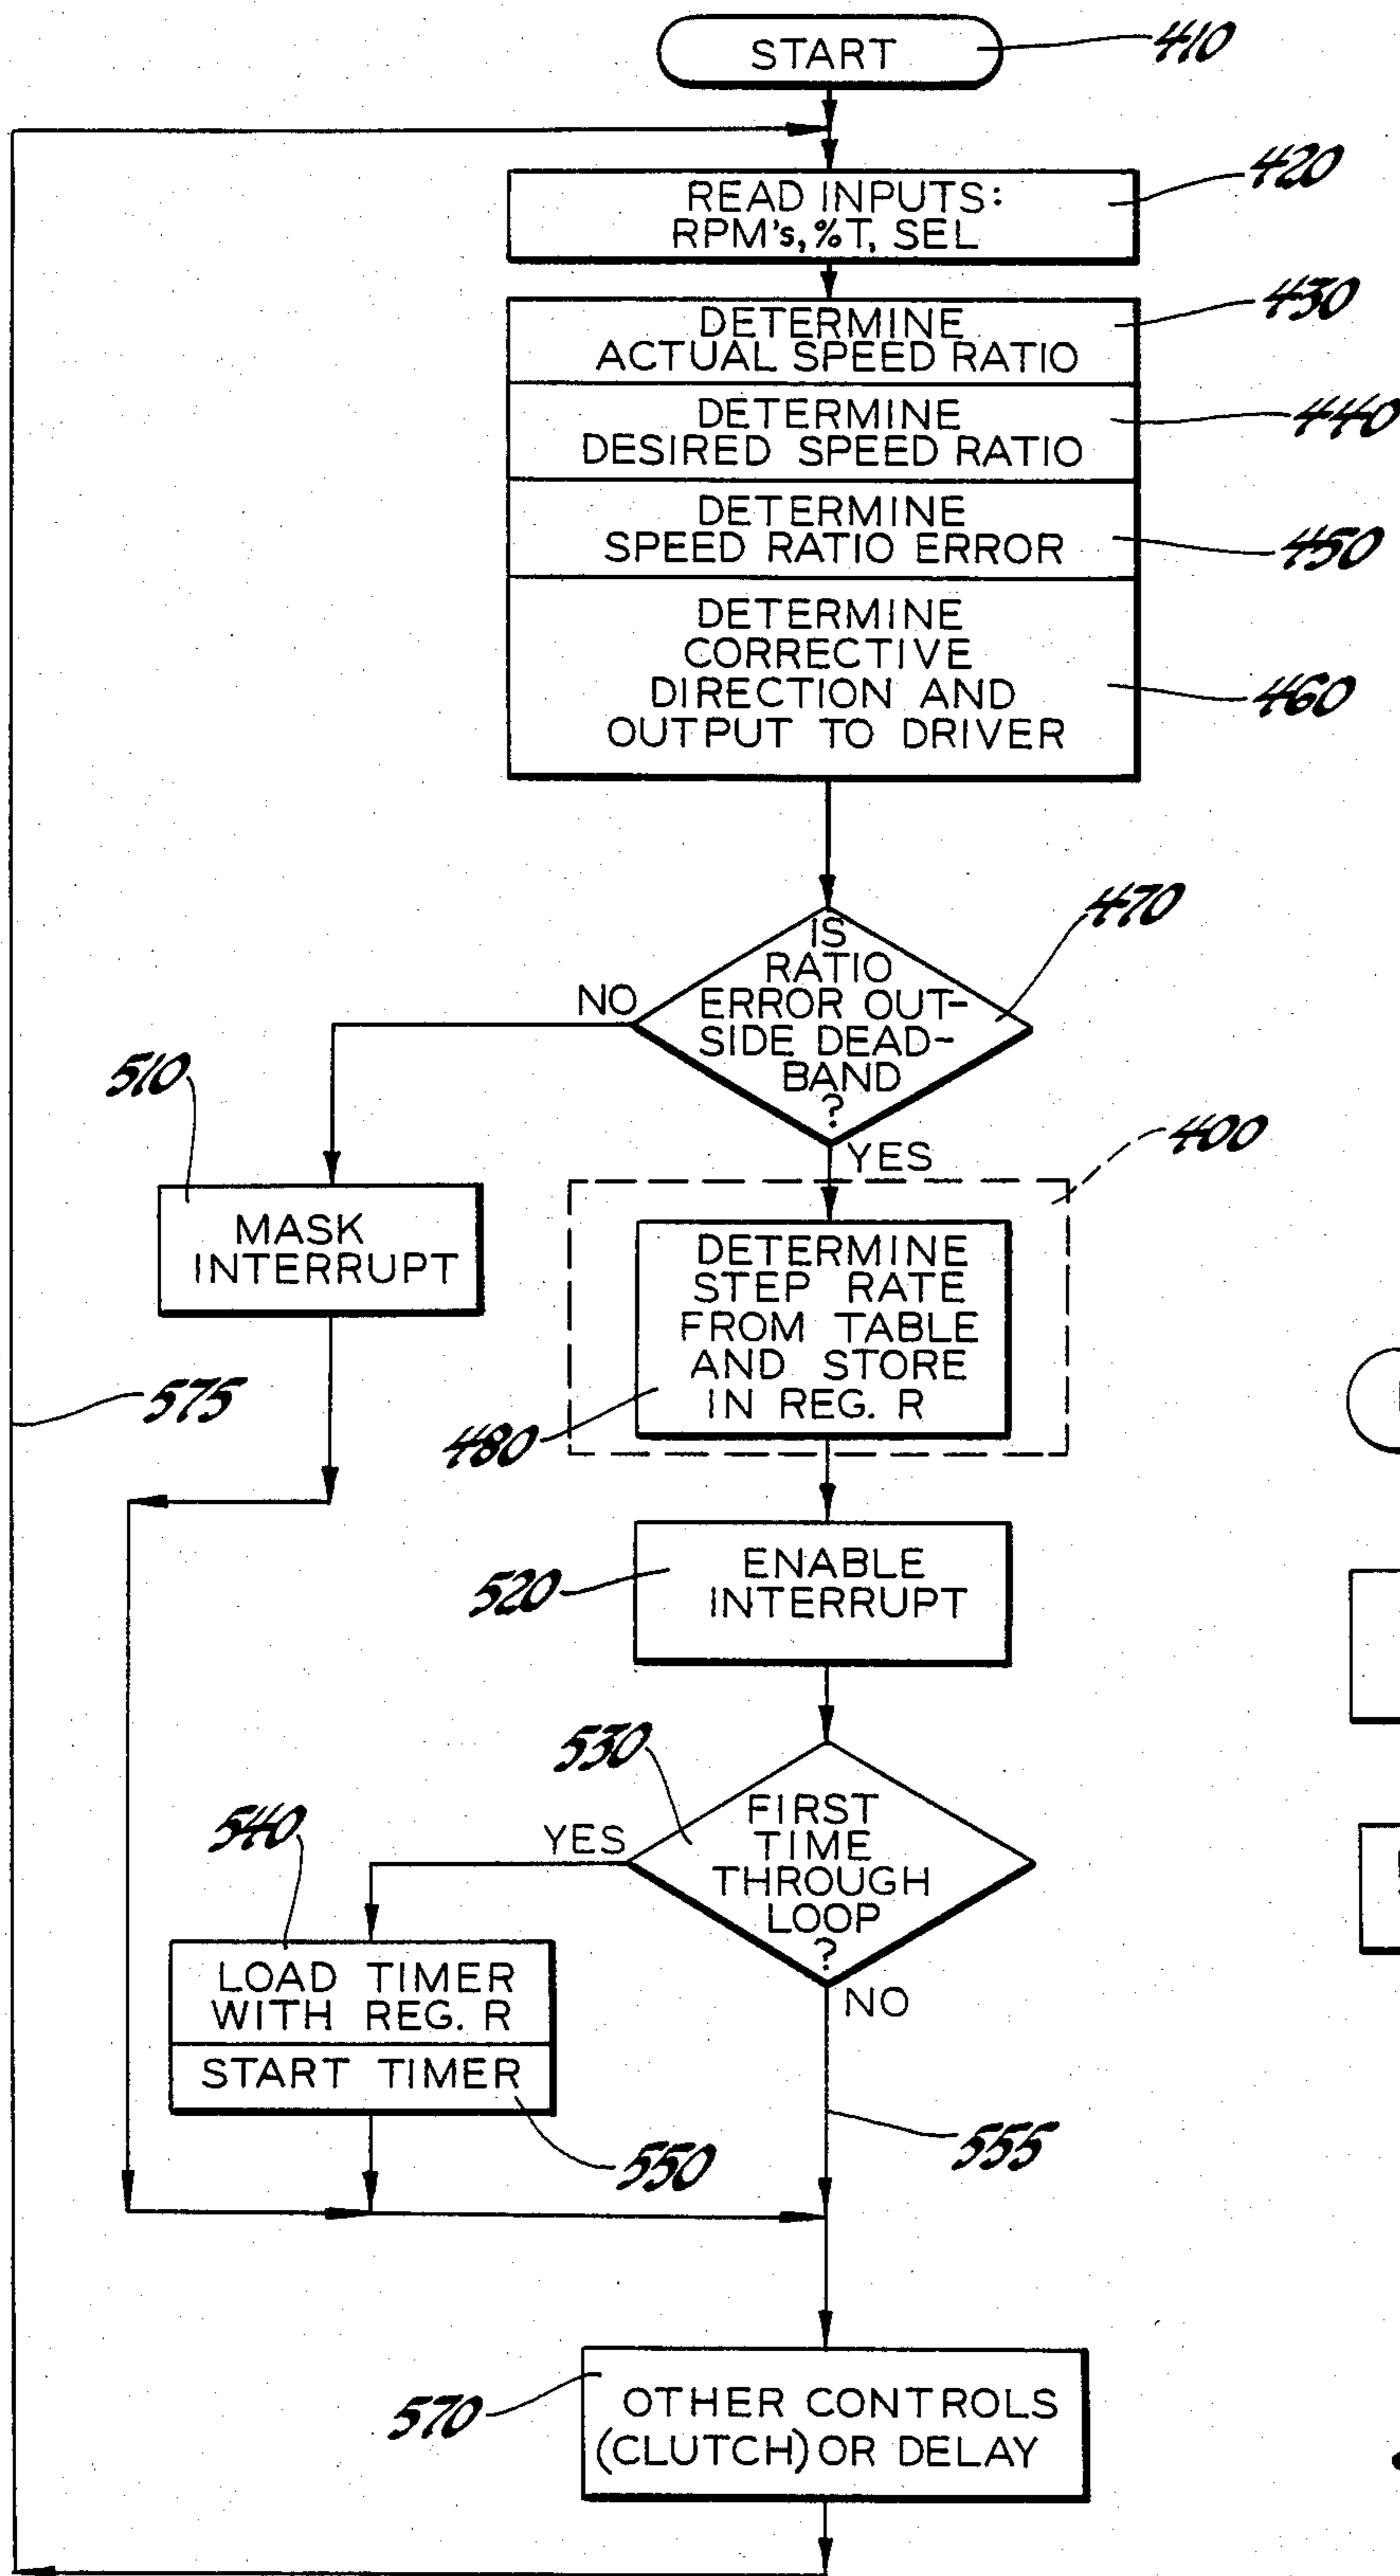 START
410
READ INPUTS:
RPM's, %T, SEL
420
DETERMINE
ACTUAL SPEED RATIO
430
DETERMINE
DESIRED SPEED RATIO
440
DETERMINE
SPEED RATIO ERROR
450
DETERMINE
CORRECTIVE
DIRECTION AND
OUTPUT TO DRIVER
460
IS
RATIO
ERROR OUT-
SIDE DEAD-
BAND
?
470
NO
YES
510
MASK
INTERRUPT
400
DETERMINE
STEP RATE
FROM TABLE
AND STORE
IN REG. R
480
575
ENABLE
INTERRUPT
520
530
FIRST
TIME
THROUGH
LOOP
?
YES
NO
540
LOAD TIMER
WITH REG. R
START TIMER
550
555
570
OTHER CONTROLS
(CLUTCH) OR DELAY